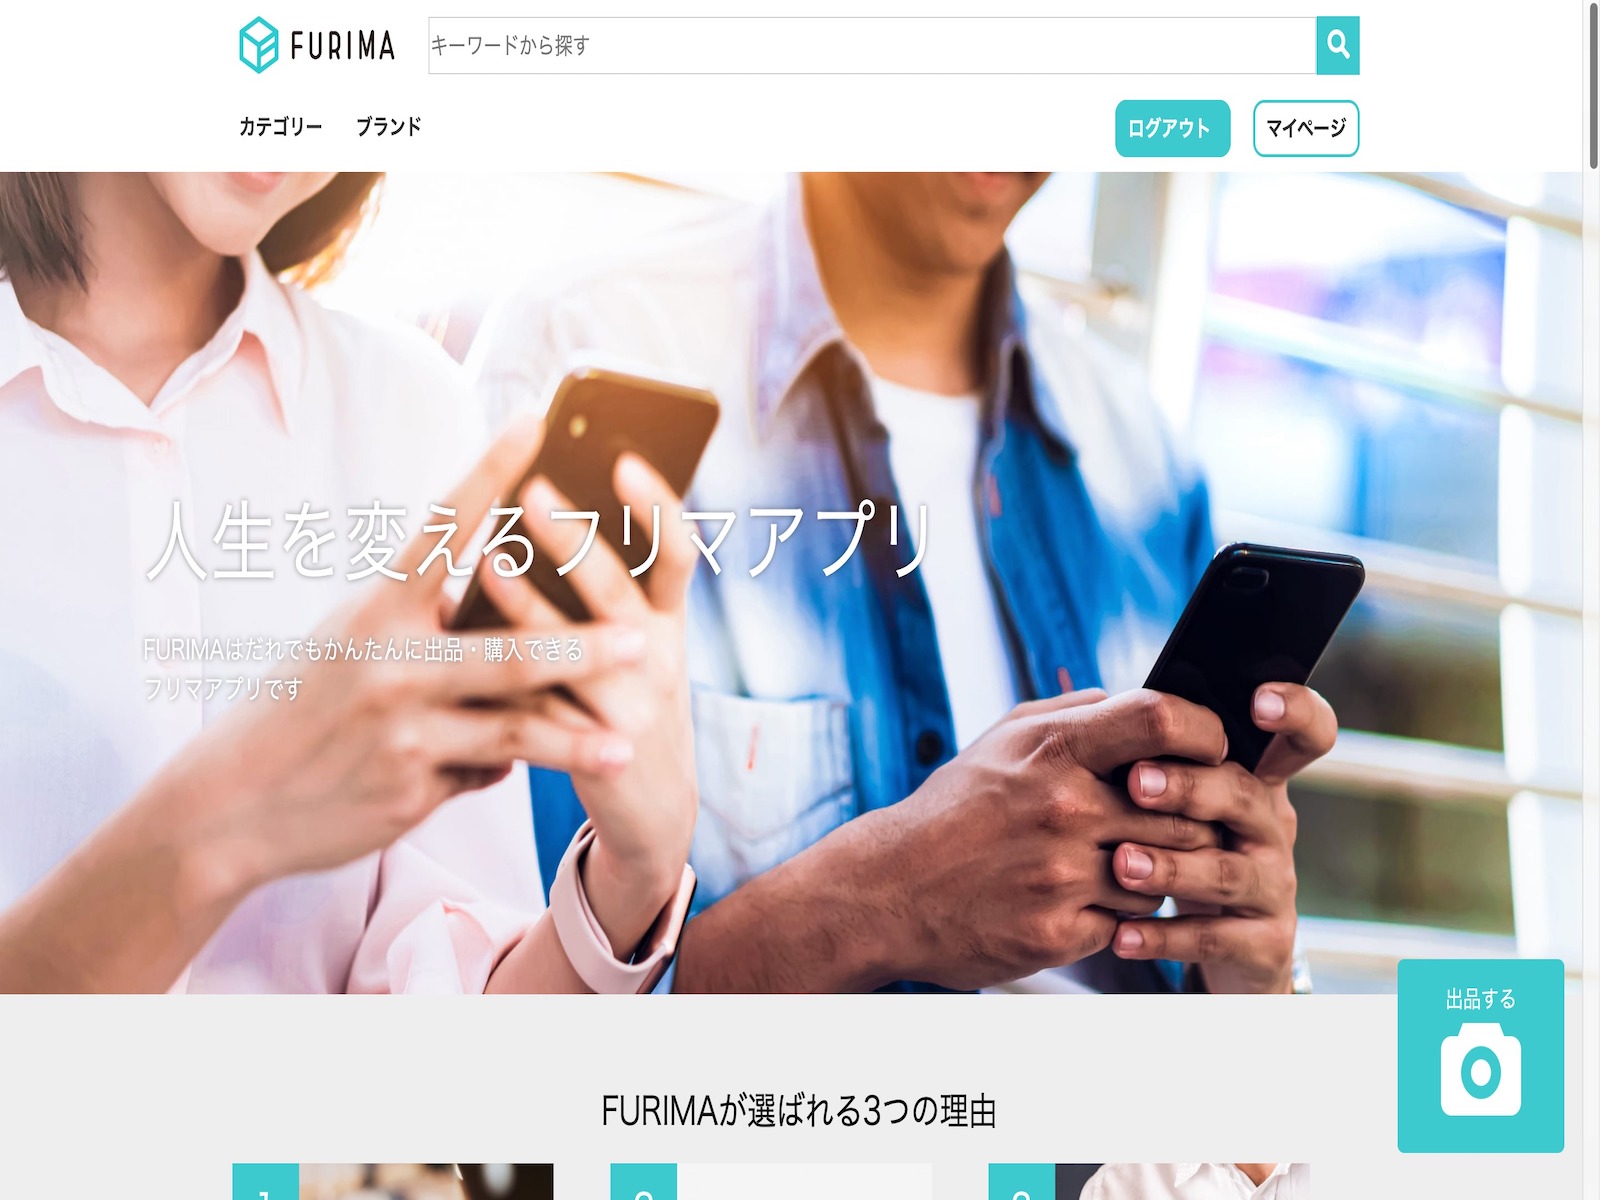 FURIMA
キーワードから探す
カテゴリー ブランド
ログアウト マイページ
人生を変えるフリマアプリ
FURIMAはだれでもかんたんに出品・購入できる
フリマアプリです
出品する
FURIMAが選ばれる3つの理由